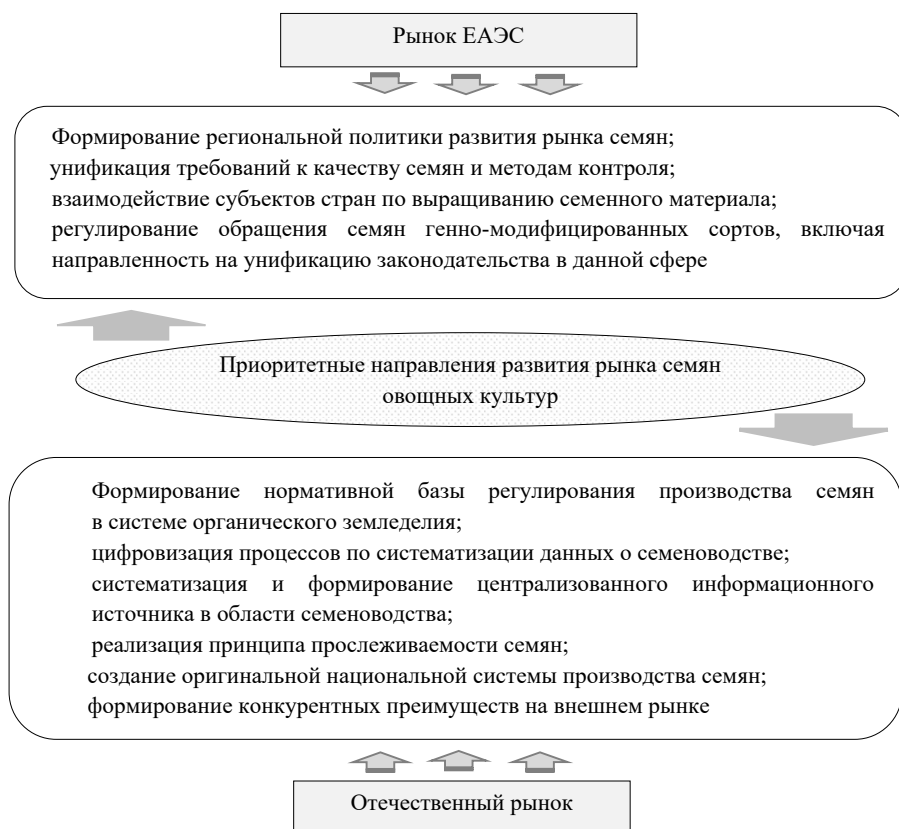 Рынок ЕАЭС
Формирование региональной политики развития рынка семян;
унификация требований к качеству семян и методам контроля;
взаимодействие субъектов стран по выращиванию семенного материала;
регулирование обращения семян генно-модифицированных сортов, включая
направленность на унификацию законодательства в данной сфере
Приоритетные направления развития рынка семян
овощных культур
Формирование нормативной базы регулирования производства семян
в системе органического земледелия;
цифровизация процессов по систематизации данных о семеноводстве;
систематизация и формирование централизованного информационного
источника в области семеноводства;
реализация принципа прослеживаемости семян;
создание оригинальной национальной системы производства семян;
формирование конкурентных преимуществ на внешнем рынке
Отечественный рынок